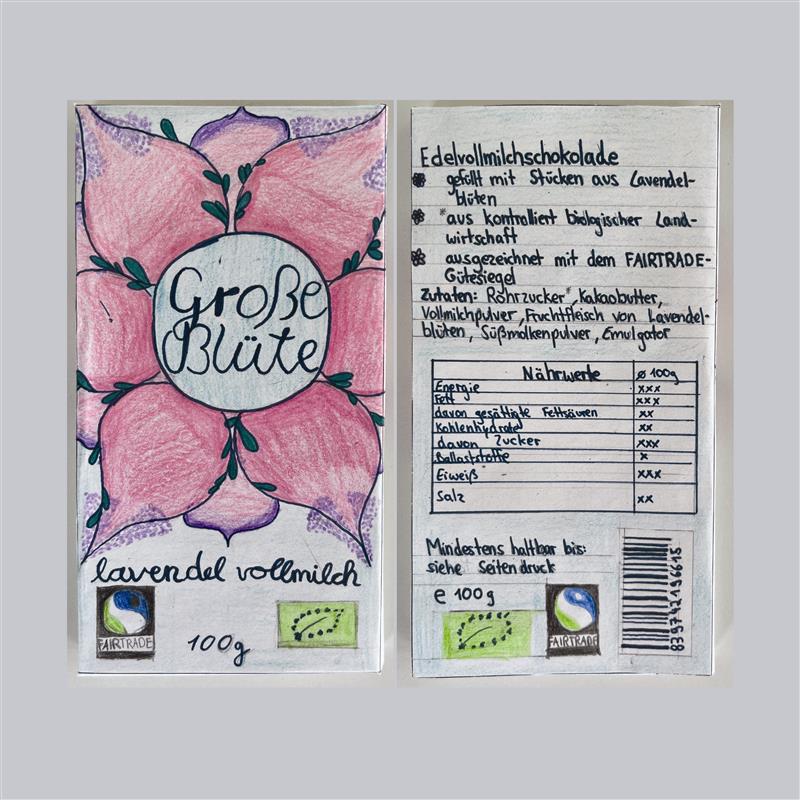 Große
Blüte
lavendel vollmilch
FAIRTRADE
100g
Edelvollmilchschokolade
gefüllt mit Stücken aus Lavendel-
blüten
*aus kontrolliert biologischer Land-
wirtschaft
ausgezeichnet mit dem FAIRTRADE-
Gütesiegel
Zutaten: Rohrzucker*, Kakaobutter,
Vollmilchpulver, Fruchtfleisch von Lavendel-
blüten, Süßmolkenpulver, Emulgator
Nährwerte ø 100g
Energie xxx
Fett xxx
davon gesättigte Fettsäuren xx
Kohlenhydrate xx
davon Zucker xxx
Ballaststoffe x
Eiweiß xxx
Salz xx
Mindestens haltbar bis:
siehe Seitendruck
e 100g
FAIRTRADE
839742196615